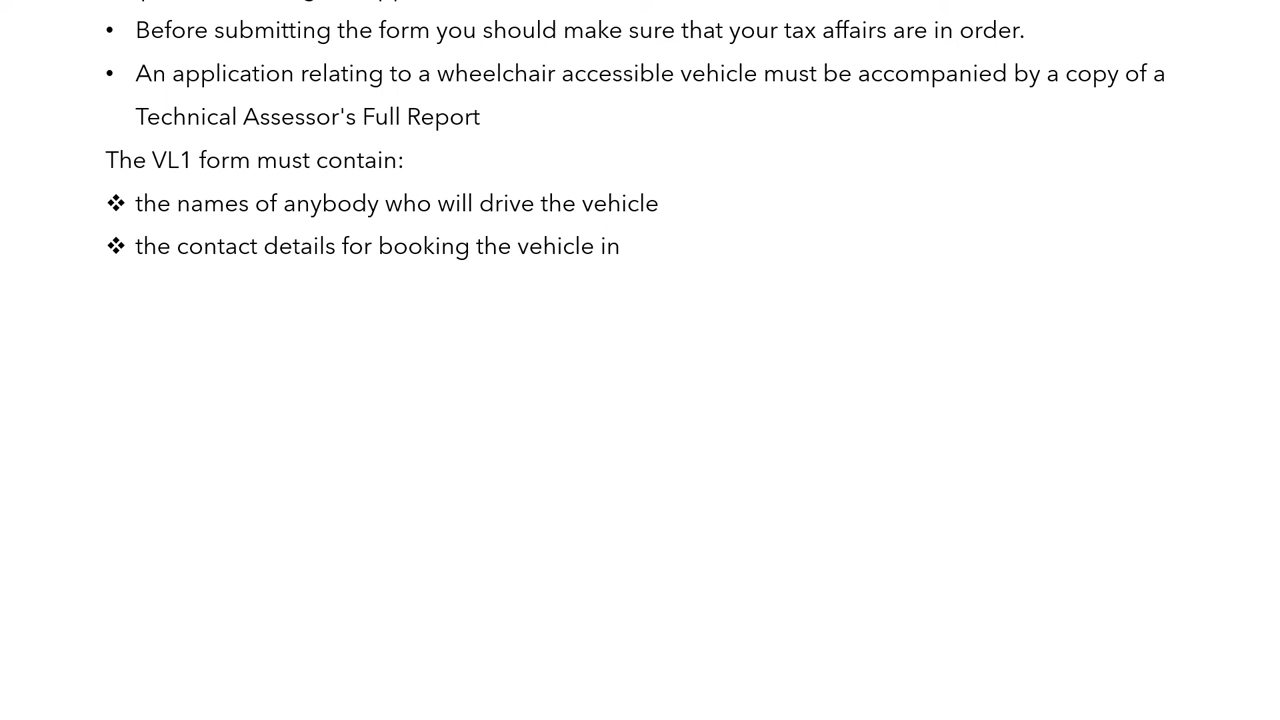 • Before submitting the form you should make sure that your tax affairs are in order.
• An application relating to a wheelchair accessible vehicle must be accompanied by a copy of a
Technical Assessor's Full Report
The VL1 form must contain:
❖ the names of anybody who will drive the vehicle
❖ the contact details for booking the vehicle in